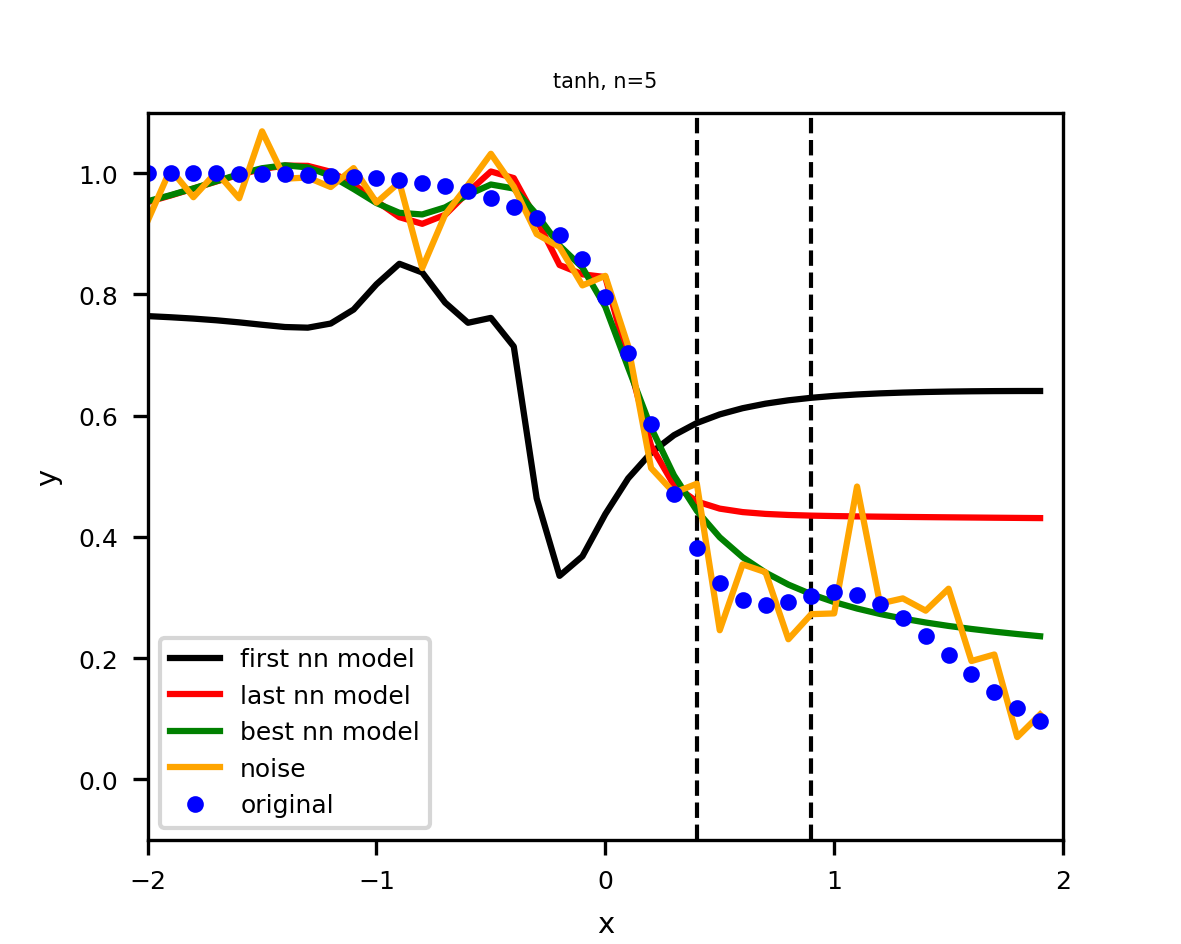 tanh, n=5
y
1.0
0.8
0.6
0.4
0.2
0.0
first nn model
last nn model
best nn model
noise
original
−2
−1
0
1
2
x